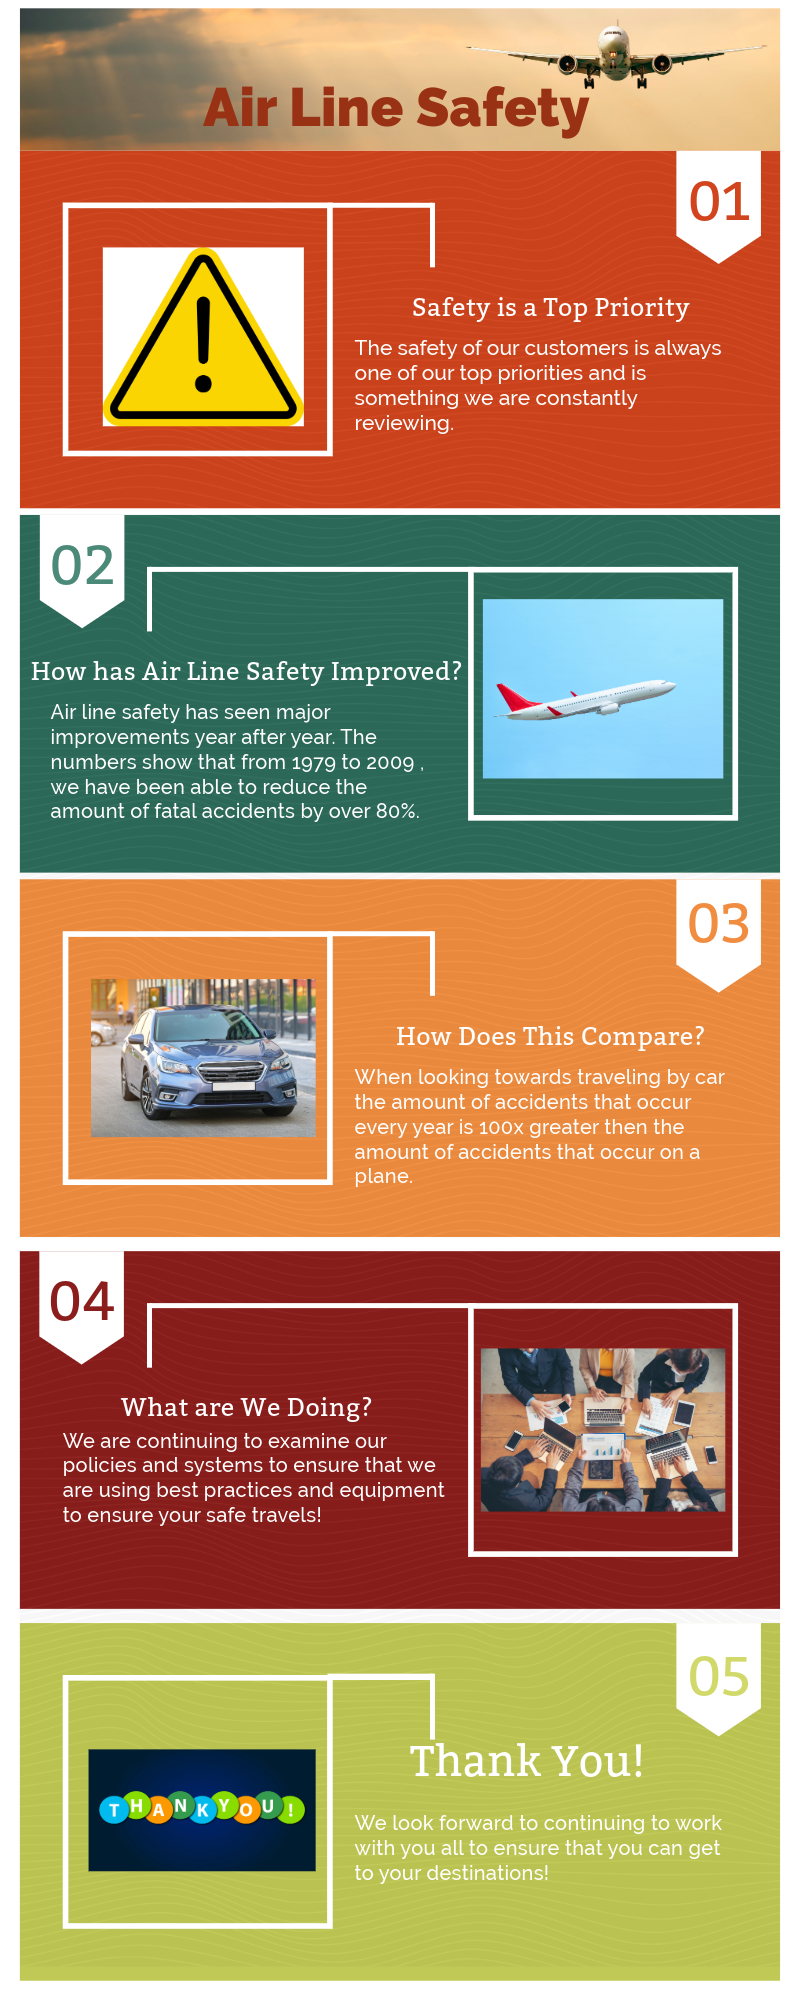 Air Line Safety
01
Safety is a Top Priority
The safety of our customers is always
one of our top priorities and is
something we are constantly
reviewing.
02
How has Air Line Safety Improved?
Air line safety has seen major
improvements year after year. The
numbers show that from 1979 to 2009 ,
we have been able to reduce the
amount of fatal accidents by over 80%.
03
How Does This Compare?
When looking towards traveling by car
the amount of accidents that occur
every year is 100x greater then the
amount of accidents that occur on a
plane.
04
What are We Doing?
We are continuing to examine our
policies and systems to ensure that we
are using best practices and equipment
to ensure your safe travels!
05
THANKYOU!
Thank You!
We look forward to continuing to work
with you all to ensure that you can get
to your destinations!